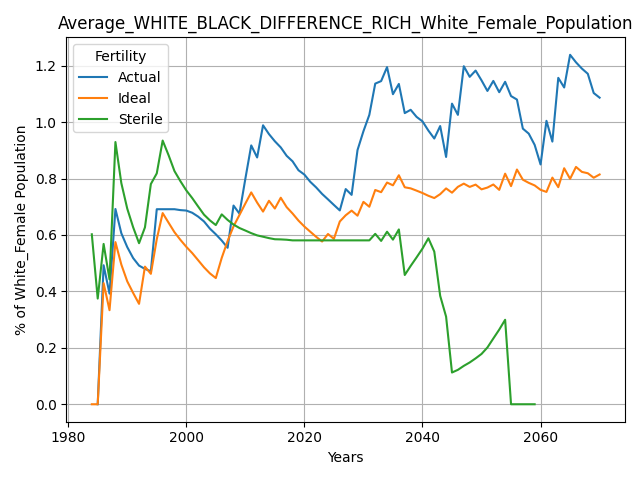 Average_WHITE_BLACK_DIFFERENCE_RICH_White_Female_Population
Fertility
Actual
Ideal
Sterile
% of White_Female Population
1.2
1.0
0.8
0.6
0.4
0.2
0.0
1980 2000 2020 2040 2060
Years